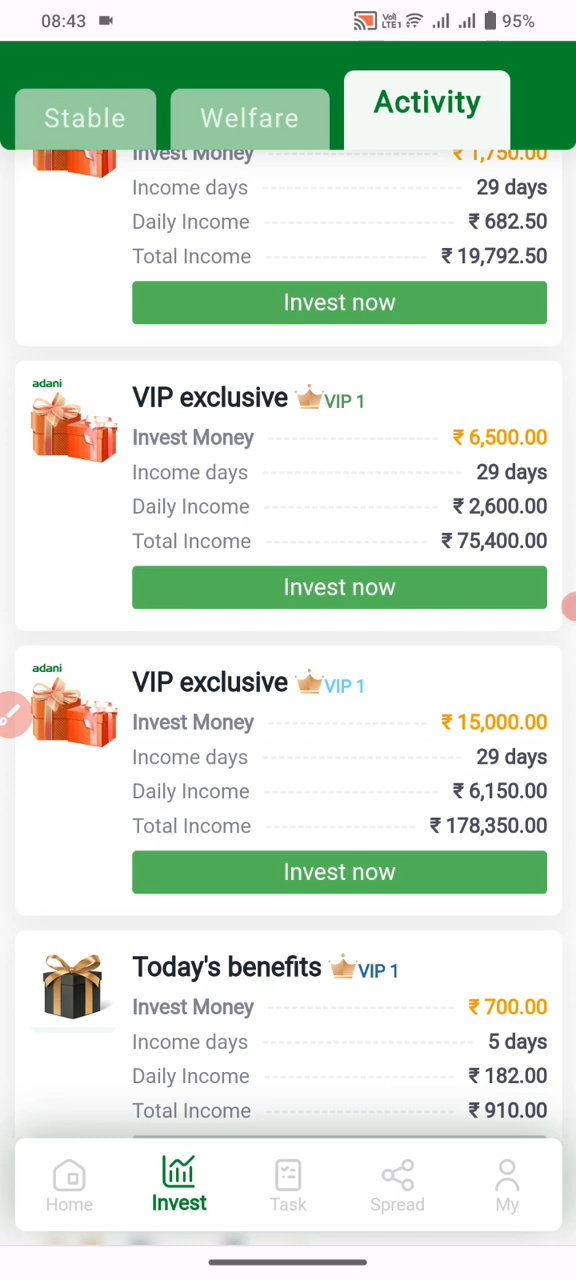 08:43
Vo)
LTE1
95%
Stable
Welfare
Activity
Invest Money ₹ 1,750.00
Income days 29 days
Daily Income ₹ 682.50
Total Income ₹ 19,792.50
Invest now
adani
VIP exclusive VIP 1
Invest Money ₹ 6,500.00
Income days 29 days
Daily Income ₹ 2,600.00
Total Income ₹ 75,400.00
Invest now
adani
VIP exclusive VIP 1
Invest Money ₹ 15,000.00
Income days 29 days
Daily Income ₹ 6,150.00
Total Income ₹ 178,350.00
Invest now
Today's benefits VIP 1
Invest Money ₹ 700.00
Income days 5 days
Daily Income ₹ 182.00
Total Income ₹ 910.00
Home
Invest
Task
Spread
My